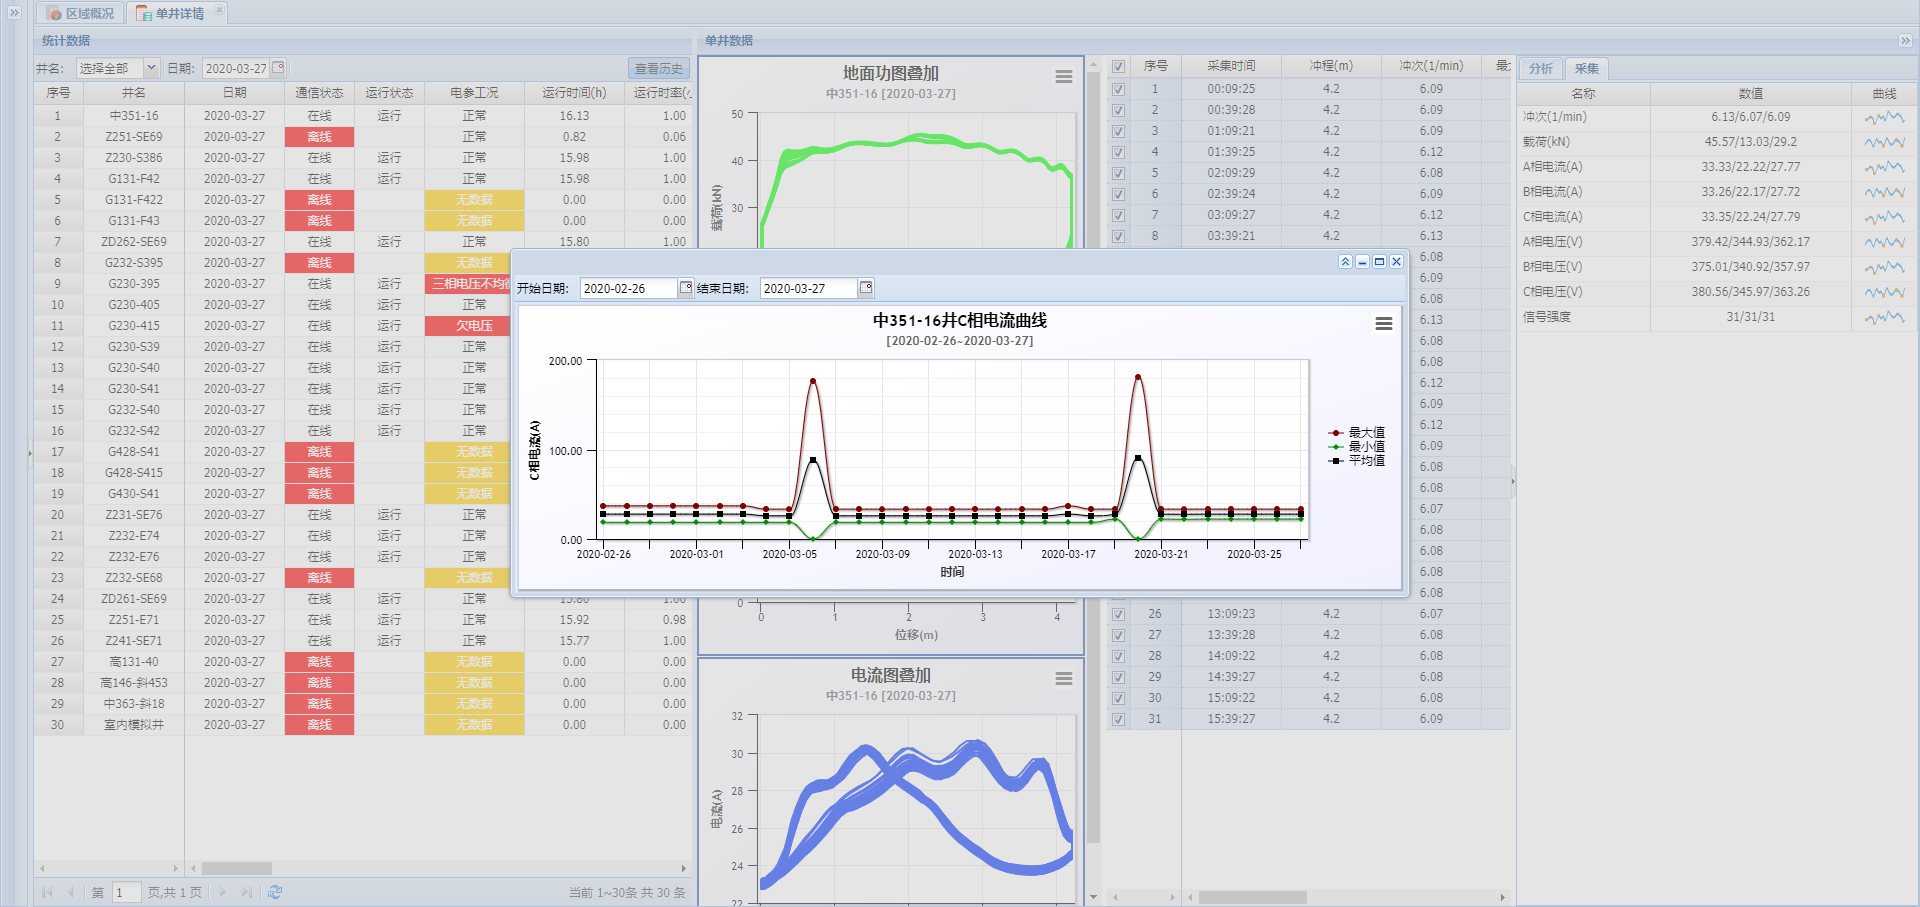 区域概况 单井详情
统计数据 单井数据
井名: 选择全部 日期: 2020-03-27 查看历史
序号 井名 日期 通信状态 运行状态 电参工况 运行时间(h) 运行时率(
1 中351-16 2020-03-27 在线 运行 正常 16.13 1.00
2 Z251-SE69 2020-03-27 离线 正常 0.82 0.06
3 Z230-S386 2020-03-27 在线 运行 正常 15.98 1.00
4 G131-F42 2020-03-27 在线 运行 正常 15.98 1.00
5 G131-F422 2020-03-27 离线 无数据 0.00 0.00
6 G131-F43 2020-03-27 离线 无数据 0.00 0.00
7 ZD262-SE69 2020-03-27 在线 运行 正常 15.80 1.00
8 G232-S395 2020-03-27 离线 无数据
9 G230-395 2020-03-27 在线 运行 三相电压不均衡
10 G230-405 2020-03-27 在线 运行 正常
11 G230-415 2020-03-27 在线 运行 欠电压
12 G230-S39 2020-03-27 在线 运行 正常
13 G230-S40 2020-03-27 在线 运行 正常
14 G230-S41 2020-03-27 在线 运行 正常
15 G232-S40 2020-03-27 在线 运行 正常
16 G232-S42 2020-03-27 在线 运行 正常
17 G428-S41 2020-03-27 离线 无数据
18 G428-S415 2020-03-27 离线 无数据
19 G430-S41 2020-03-27 离线 无数据
20 Z231-SE76 2020-03-27 在线 运行 正常
21 Z232-E74 2020-03-27 在线 运行 正常
22 Z232-E76 2020-03-27 在线 运行 正常
23 Z232-SE68 2020-03-27 离线 无数据
24 ZD261-SE69 2020-03-27 在线 运行 正常 15.80 1.00
25 Z251-E71 2020-03-27 在线 运行 正常 15.92 0.98
26 Z241-SE71 2020-03-27 在线 运行 正常 15.77 1.00
27 高131-40 2020-03-27 离线 无数据 0.00 0.00
28 高146-斜453 2020-03-27 离线 无数据 0.00 0.00
29 中363-斜18 2020-03-27 离线 无数据 0.00 0.00
30 室内模拟井 2020-03-27 离线 无数据 0.00 0.00
第 1 页,共 1 页 当前 1~30条 共 30 条
地面功图叠加
中351-16 [2020-03-27]
50
40
30
载荷(kN)
0
0 1 2 3 4
位移(m)
电流图叠加
中351-16 [2020-03-27]
32
30
28
26
24
22
电流(A)
序号 采集时间 冲程(m) 冲次(1/min) 最
1 00:09:25 4.2 6.09
2 00:39:28 4.2 6.09
3 01:09:21 4.2 6.09
4 01:39:25 4.2 6.12
5 02:09:29 4.2 6.08
6 02:39:24 4.2 6.09
7 03:09:27 4.2 6.12
8 03:39:21 4.2 6.13
6.08
6.09
6.08
6.13
6.08
6.08
6.12
6.09
6.12
6.09
6.08
6.08
6.07
6.08
6.08
6.08
6.08
26 13:09:23 4.2 6.07
27 13:39:28 4.2 6.08
28 14:09:22 4.2 6.08
29 14:39:27 4.2 6.08
30 15:09:22 4.2 6.08
31 15:39:27 4.2 6.09
分析 采集
名称 数值 曲线
冲次(1/min) 6.13/6.07/6.09
载荷(kN) 45.57/13.03/29.2
A相电流(A) 33.33/22.22/27.77
B相电流(A) 33.26/22.17/27.72
C相电流(A) 33.35/22.24/27.79
A相电压(V) 379.42/344.93/362.17
B相电压(V) 375.01/340.92/357.97
C相电压(V) 380.56/345.97/363.26
信号强度 31/31/31
开始日期: 2020-02-26 结束日期: 2020-03-27
中351-16井C相电流曲线
[2020-02-26~2020-03-27]
200.00
100.00
0.00
C相电流(A)
2020-02-26 2020-03-01 2020-03-05 2020-03-09 2020-03-13 2020-03-17 2020-03-21 2020-03-25
时间
最大值
最小值
平均值